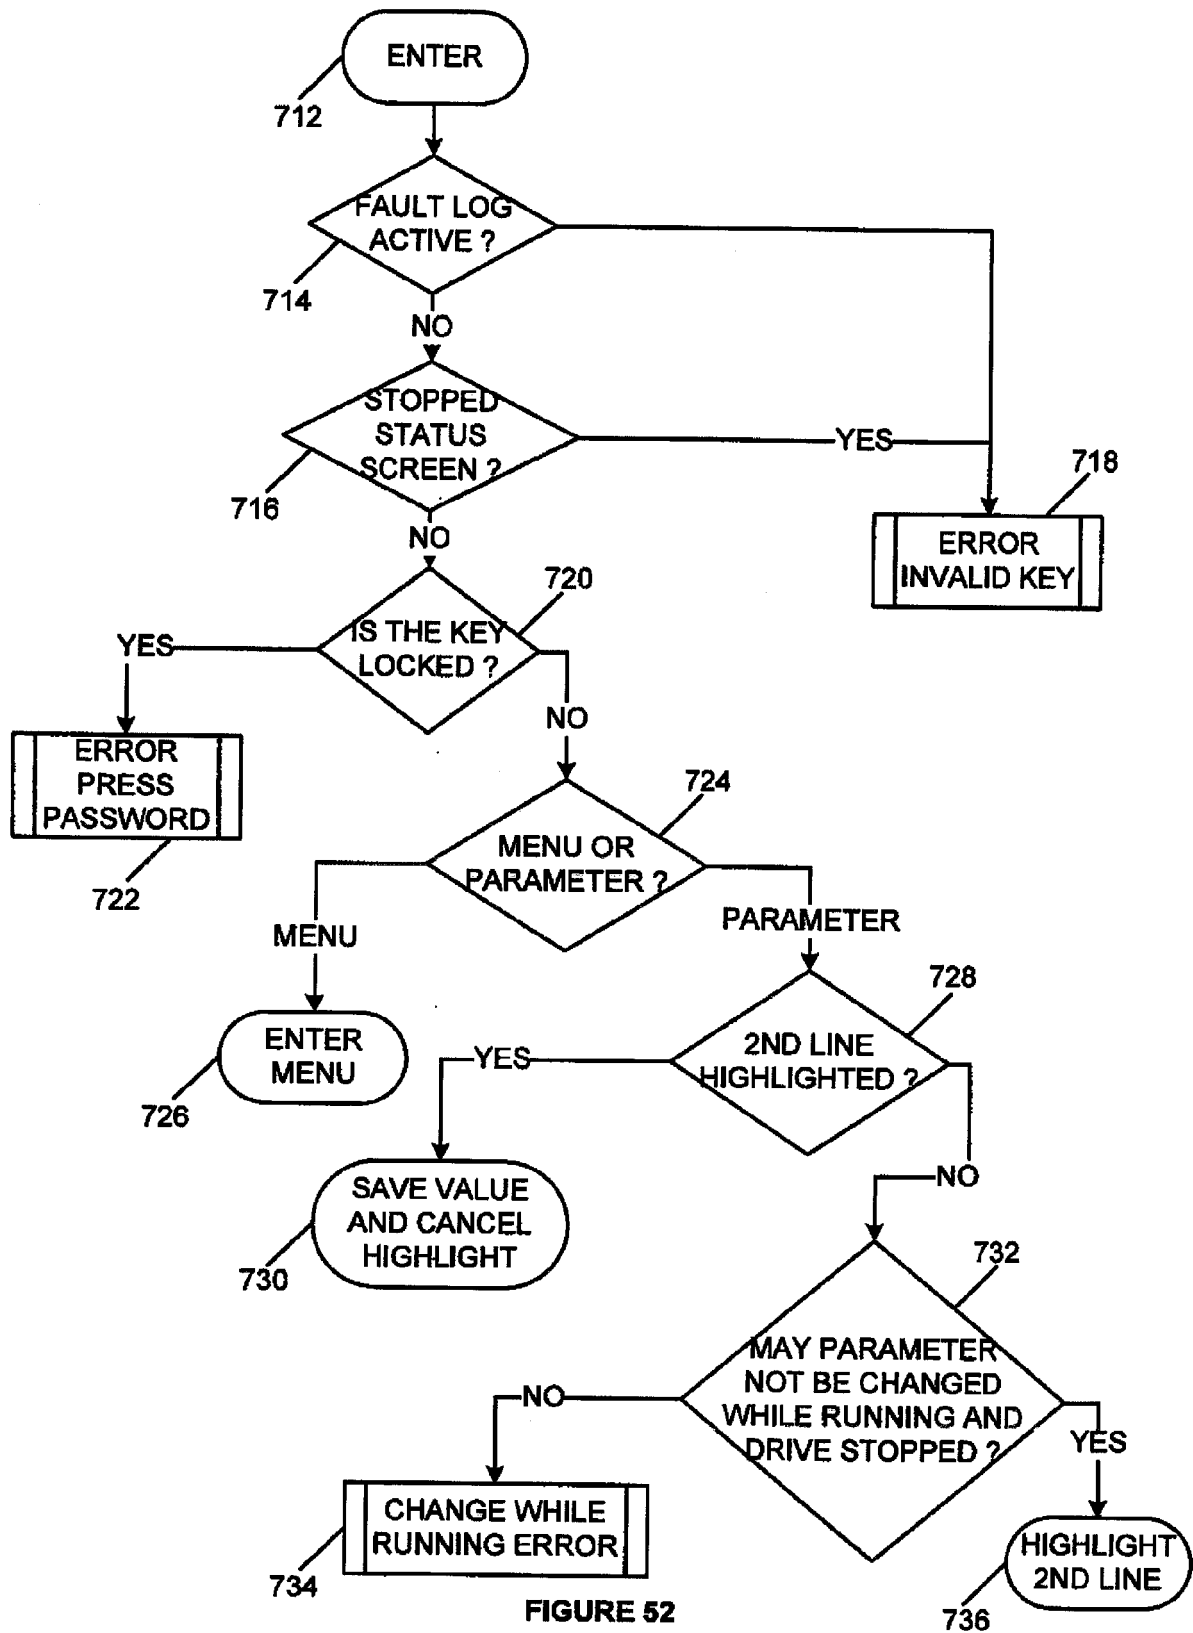 ENTER
712
FAULT LOG
ACTIVE ?
714
NO
STOPPED
STATUS
SCREEN ?
716
YES
718
ERROR
INVALID KEY
NO
720
IS THE KEY
LOCKED ?
YES
ERROR
PRESS
PASSWORD
722
NO
724
MENU OR
PARAMETER ?
MENU
PARAMETER
ENTER
MENU
726
728
2ND LINE
HIGHLIGHTED ?
YES
SAVE VALUE
AND CANCEL
HIGHLIGHT
730
NO
732
MAY PARAMETER
NOT BE CHANGED
WHILE RUNNING AND
DRIVE STOPPED ?
NO
YES
CHANGE WHILE
RUNNING ERROR
734
HIGHLIGHT
2ND LINE
736
FIGURE 52